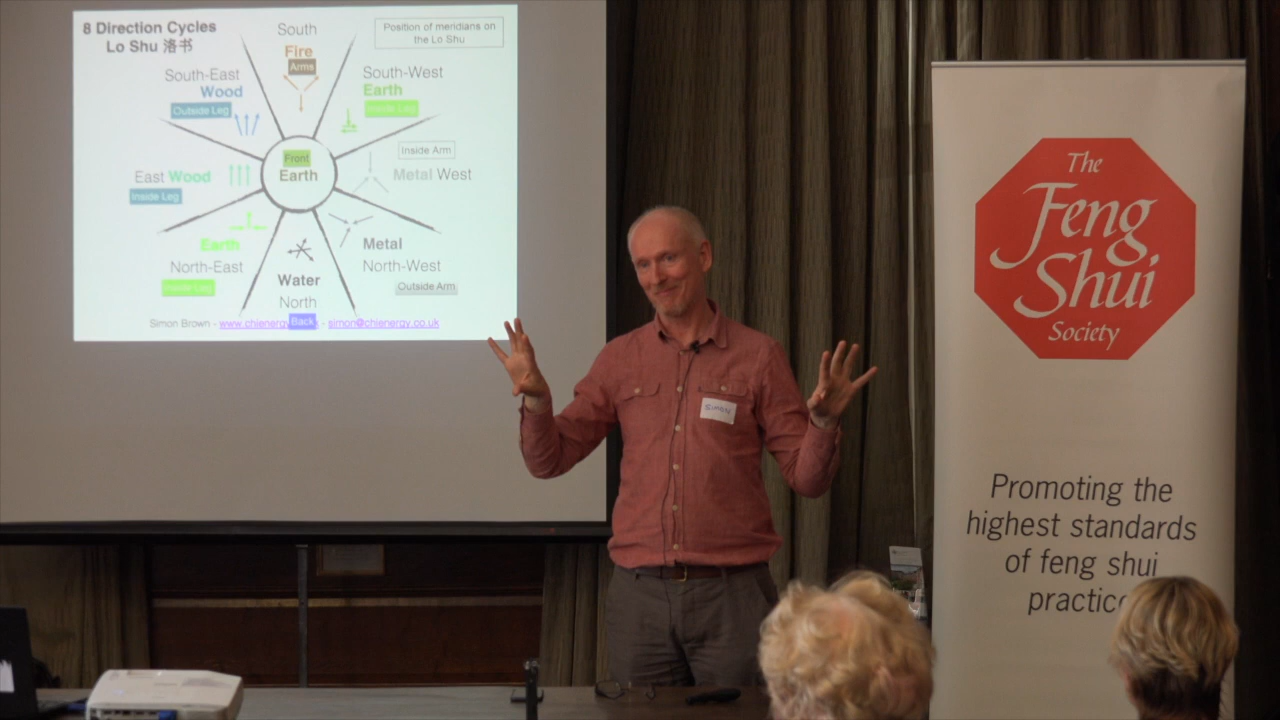 8 Direction Cycles
Lo Shu 洛书
South
Fire
Arms
Position of meridians on
the Lo Shu
South-East
Wood
Outside Leg
South-West
Earth
Inside Leg
Front
Earth
Inside Arm
Metal West
East Wood
Inside Leg
Earth
North-East
Inside Leg
Metal
North-West
Outside Arm
Water
North
Back
Simon Brown - www.chienerg - simon@chienergy.co.uk
SIMON
The
Feng
Shui
Society
Promoting the
highest standards
of feng shui
practice